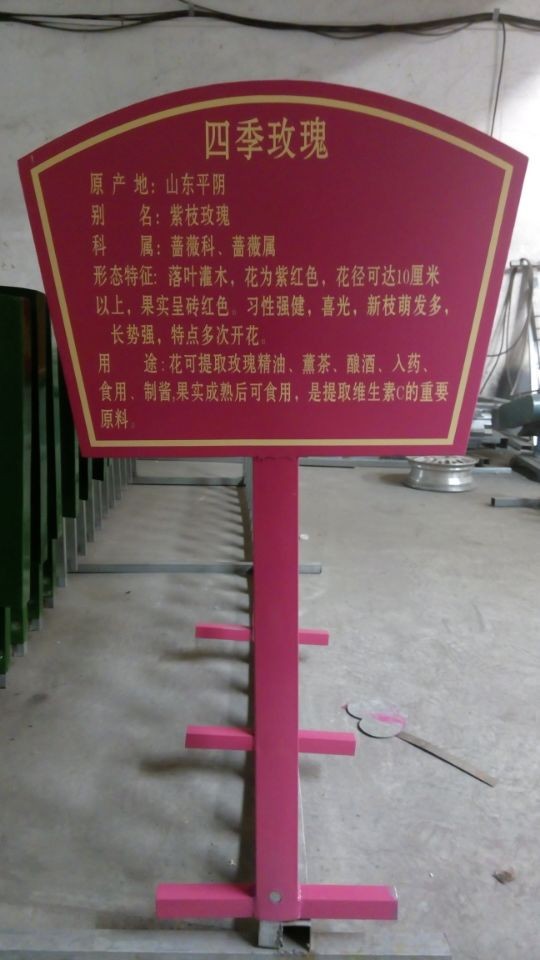 四季玫瑰
原 产 地：山东平阴
别 名：紫枝玫瑰
科 属：蔷薇科、蔷薇属
形态特征：落叶灌木，花为紫红色，花径可达10厘米
以上，果实呈砖红色。习性强健，喜光，新枝萌发多，
长势强，特点多次开花。
用 途：花可提取玫瑰精油、薰茶、酿酒、入药、
食用、制酱,果实成熟后可食用，是提取维生素C的重要
原料。